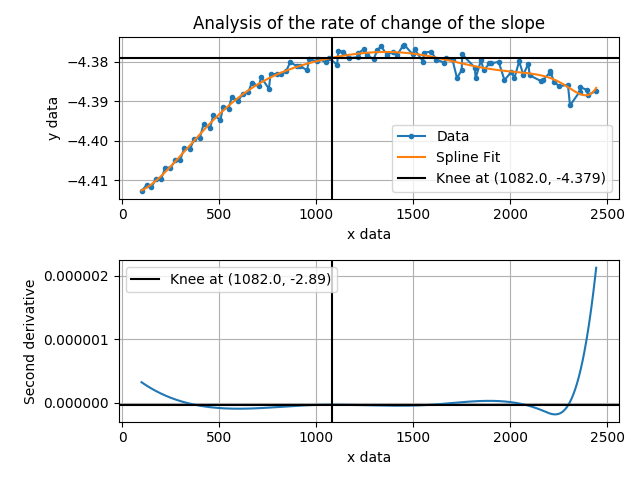 Analysis of the rate of change of the slope
−4.38
−4.39
−4.40
−4.41
y data
Data
Spline Fit
Knee at (1082.0, -4.379)
0 500 1000 1500 2000 2500
x data
Knee at (1082.0, -2.89)
0.000002
0.000001
0.000000
Second derivative
0 500 1000 1500 2000 2500
x data